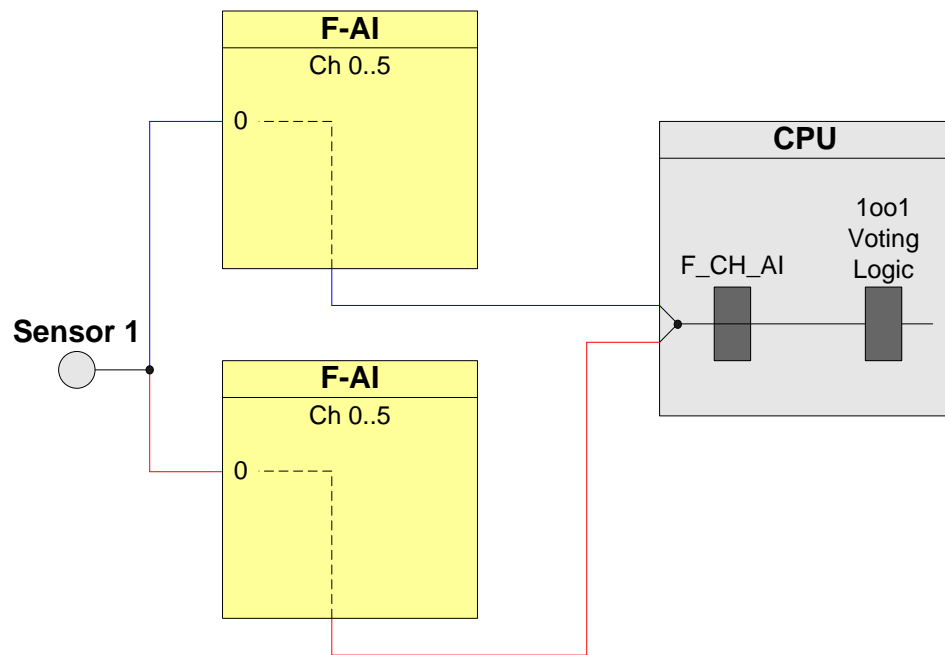 F-AI
Ch 0..5
0
CPU
1oo1
Voting
Logic
F_CH_AI
Sensor 1
F-AI
Ch 0..5
0